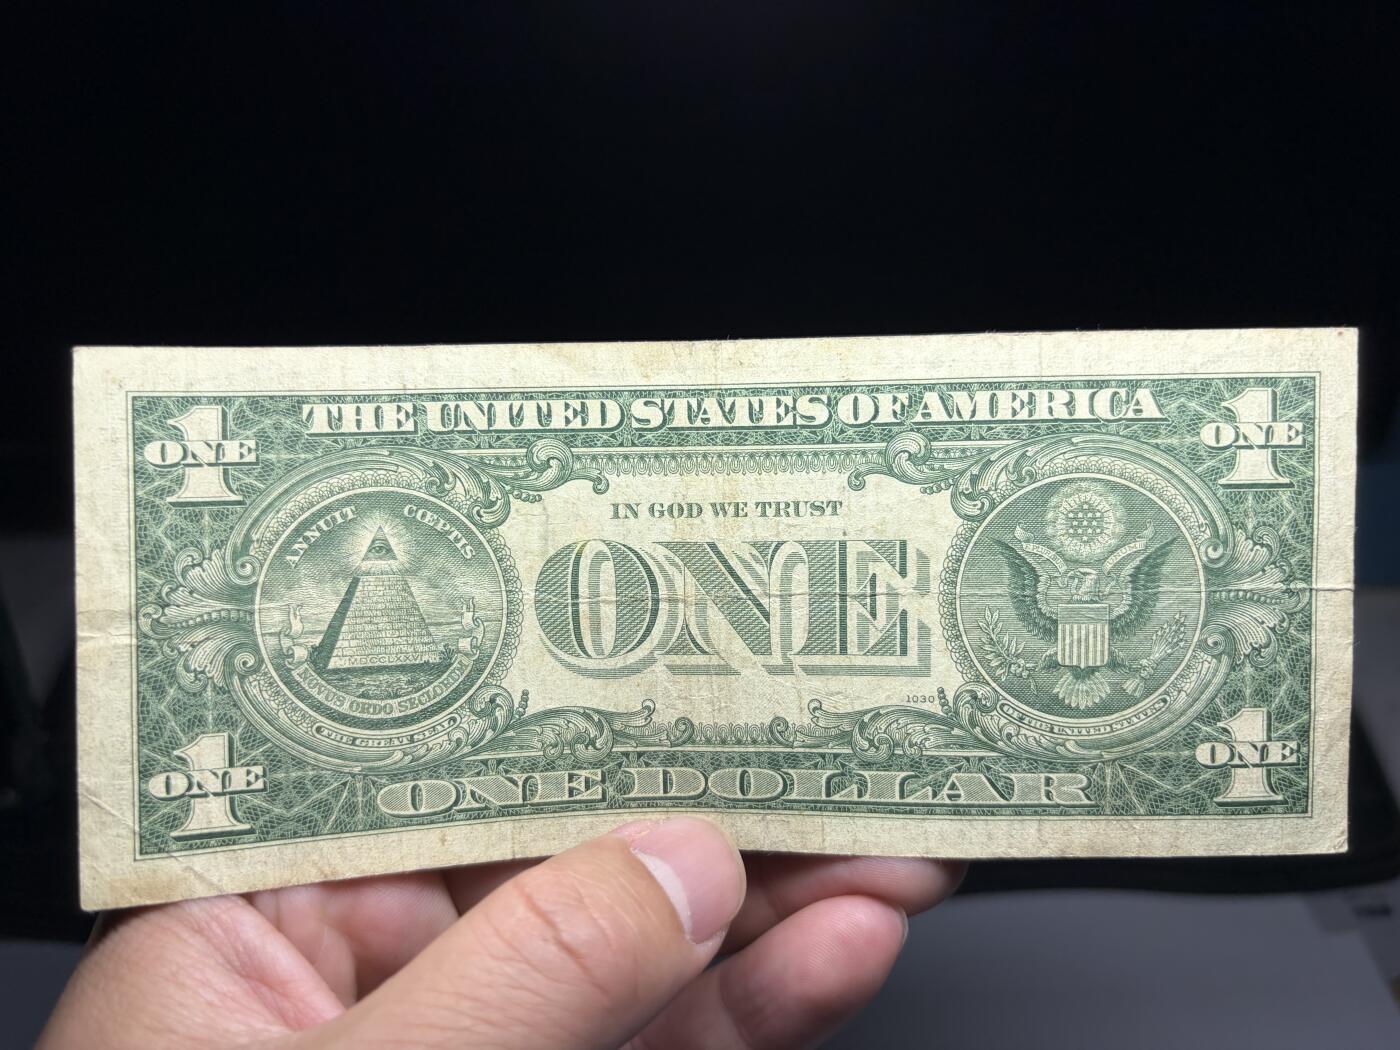 THE UNITED STATES OF AMERICA
1
ONE
1
ONE
IN GOD WE TRUST
ANNUIT CŒPTIS
ONE
MDCCLXXVI
NOVUS ORDO SECLORUM
THE GREAT SEAL
1030
OF THE UNITED STATES
1
ONE
1
ONE
ONE DOLLAR